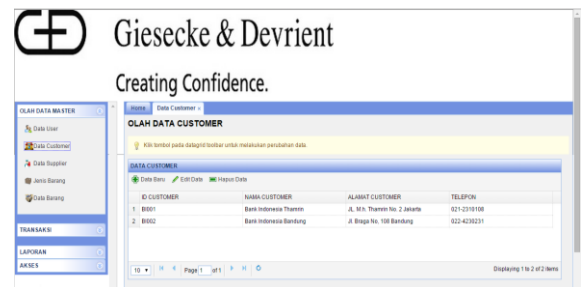 Giesecke & Devrient
Creating Confidence.
OLAH DATA MASTER
Data User
Data Customer
Data Supplier
Jenis Barang
Data Barang
TRANSAKSI
LAPORAN
AKSES
Home
Data Customer
OLAH DATA CUSTOMER
Klik tombol pada datagrid toolbar untuk melakukan perubahan data.
DATA CUSTOMER
Data Baru Edit Data Hapus Data
ID CUSTOMER NAMA CUSTOMER ALAMAT CUSTOMER TELEPON
1 BI001 Bank Indonesia Thamrin JL. M.h. Thamrin No. 2 Jakarta 021-2310108
2 BI002 Bank Indonesia Bandung Jl. Braga No. 108 Bandung 022-4230231
10 Page 1 of 1 Displaying 1 to 2 of 2 items